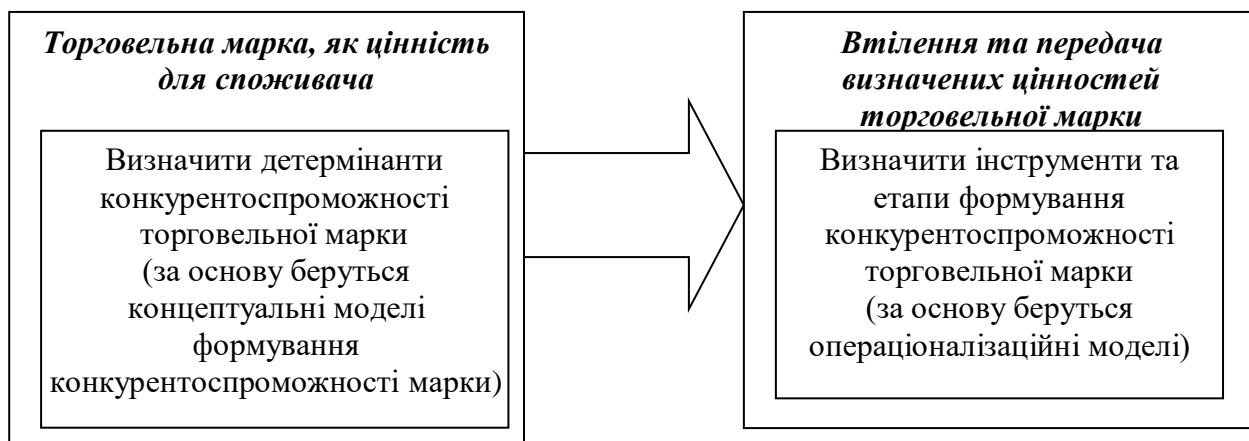 Торговельна марка, як цінність
для споживача
Визначити детермінанти
конкурентоспроможності
торговельної марки
(за основу беруться
концептуальні моделі
формування
конкурентоспроможності марки)
Втілення та передача
визначених цінностей
торговельної марки
Визначити інструменти та
етапи формування
конкурентоспроможності
торговельної марки
(за основу беруться
операціоналізаційні моделі)